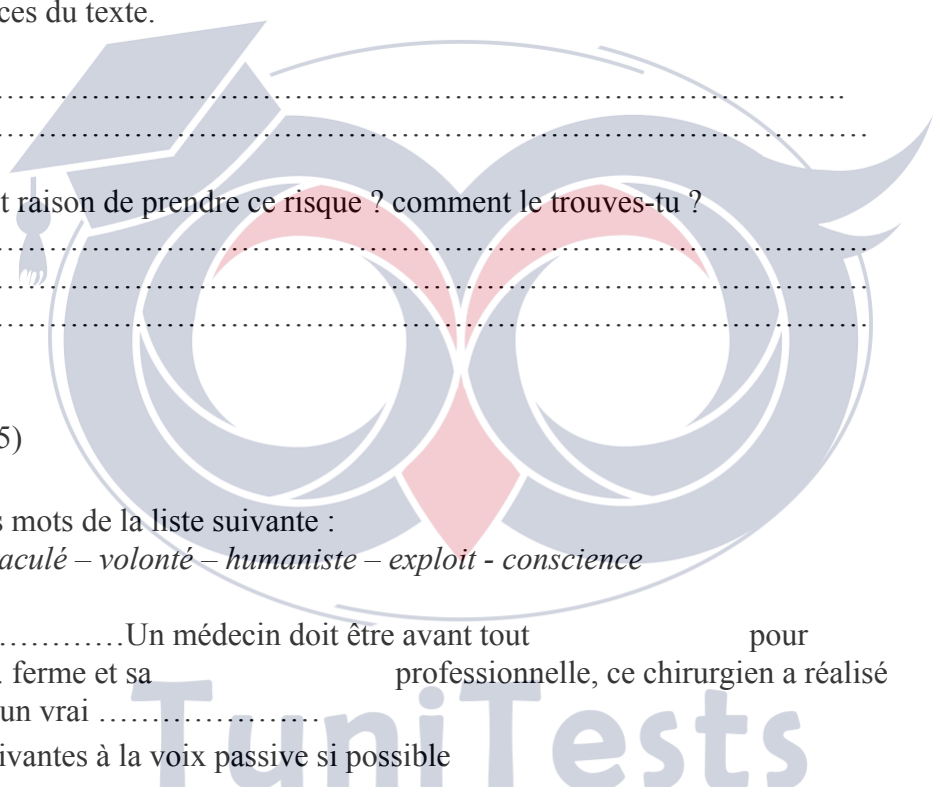 ces du texte.
……………………………………………………………………………
……………………………………………………………………………
t raison de prendre ce risque ? comment le trouves-tu ?
……………………………………………………………………………
……………………………………………………………………………
……………………………………………………………………………
5)
s mots de la liste suivante :
aculé – volonté – humaniste – exploit - conscience
…………Un médecin doit être avant tout pour
. ferme et sa professionnelle, ce chirurgien a réalisé
un vrai …………………
ivantes à la voix passive si possible
TuniTests